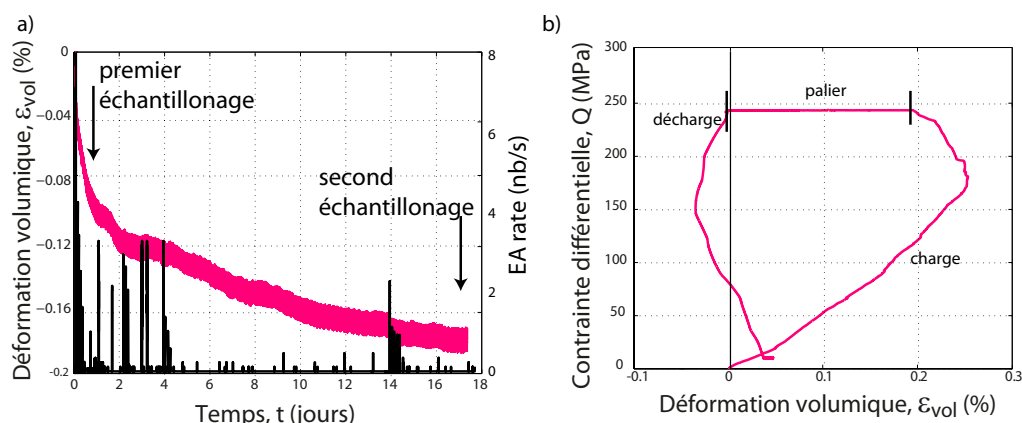 a)
Déformation volumique, εvol (%)
0
-0.04
-0.08
-0.12
-0.16
-0.2
premier
échantillonage
second
échantillonage
8
6
4
2
0
EA rate (nb/s)
0 2 4 6 8 10 12 14 16 18
Temps, t (jours)
b)
Contrainte différentielle, Q (MPa)
300
250
200
150
100
50
0
palier
décharge
charge
-0.1 0 0.1 0.2 0.3
Déformation volumique, εvol (%)